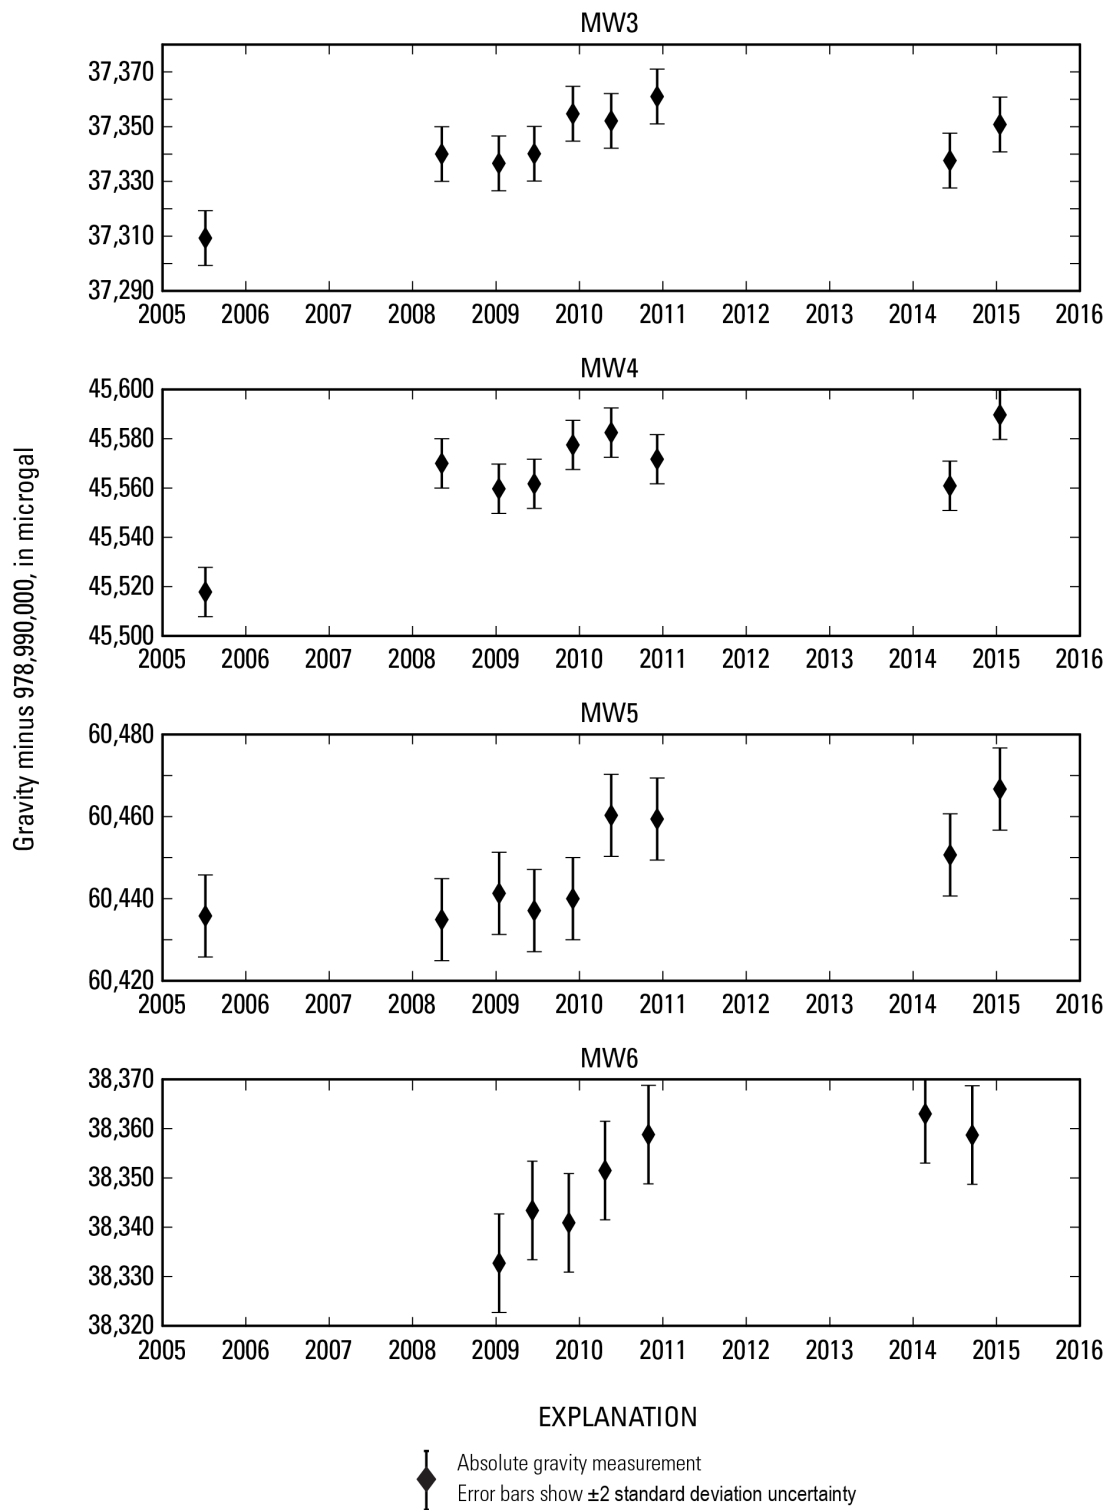 MW3
37,370
37,350
37,330
37,310
37,290
2005 2006 2007 2008 2009 2010 2011 2012 2013 2014 2015 2016
MW4
45,600
45,580
45,560
45,540
45,520
45,500
2005 2006 2007 2008 2009 2010 2011 2012 2013 2014 2015 2016
Gravity minus 978,990,000, in microgal
MW5
60,480
60,460
60,440
60,420
2005 2006 2007 2008 2009 2010 2011 2012 2013 2014 2015 2016
MW6
38,370
38,360
38,350
38,340
38,330
38,320
2005 2006 2007 2008 2009 2010 2011 2012 2013 2014 2015 2016
EXPLANATION
Absolute gravity measurement
Error bars show ±2 standard deviation uncertainty